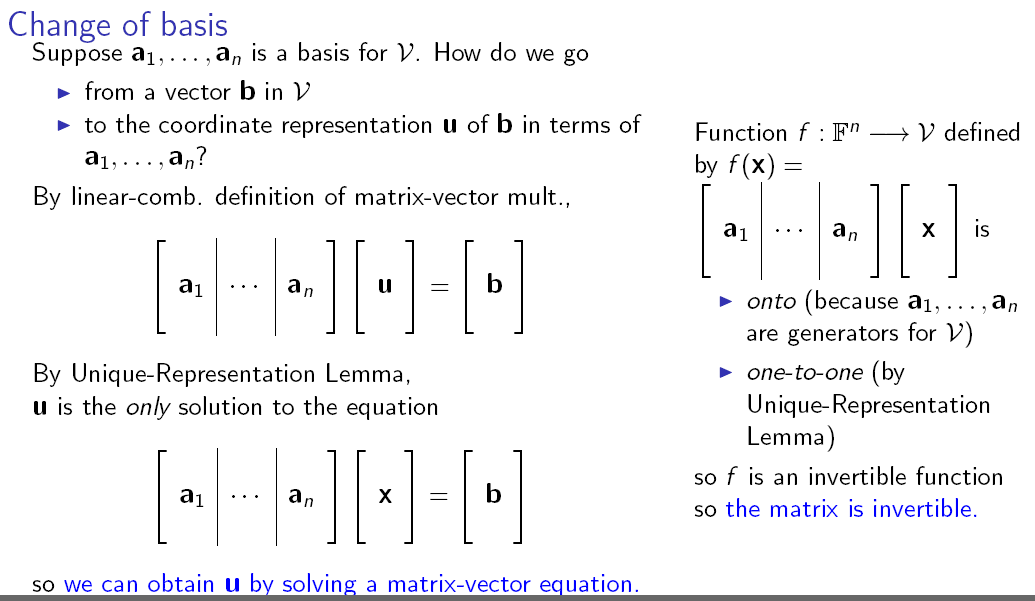 Change of basis
Suppose a₁, . . . , aₙ is a basis for 𝒱. How do we go
▶ from a vector b in 𝒱
▶ to the coordinate representation u of b in terms of
a₁, . . . , aₙ?
By linear-comb. definition of matrix-vector mult.,
[ a₁ | · · · | aₙ ] [ u ] = [ b ]
By Unique-Representation Lemma,
u is the only solution to the equation
[ a₁ | · · · | aₙ ] [ x ] = [ b ]
so we can obtain u by solving a matrix-vector equation.
Function f : 𝔽ⁿ ⟶ 𝒱 defined
by f(x) =
[ a₁ | · · · | aₙ ] [ x ] is
▶ onto (because a₁, . . . , aₙ
are generators for 𝒱)
▶ one-to-one (by
Unique-Representation
Lemma)
so f is an invertible function
so the matrix is invertible.